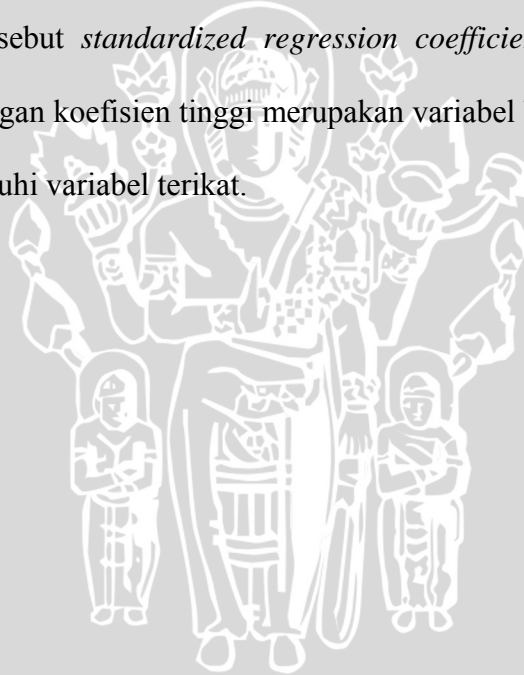 sebut standardized regression coefficie
gan koefisien tinggi merupakan variabel
uhi variabel terikat.